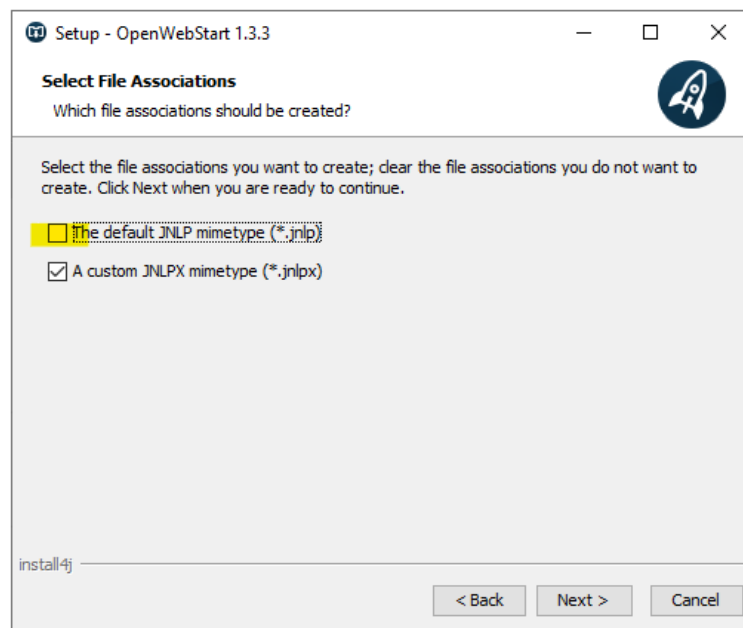 Setup - OpenWebStart 1.3.3
Select File Associations
Which file associations should be created?
Select the file associations you want to create; clear the file associations you do not want to
create. Click Next when you are ready to continue.
The default JNLP mimetype (*.jnlp)
A custom JNLPX mimetype (*.jnlpx)
install4j
< Back
Next >
Cancel